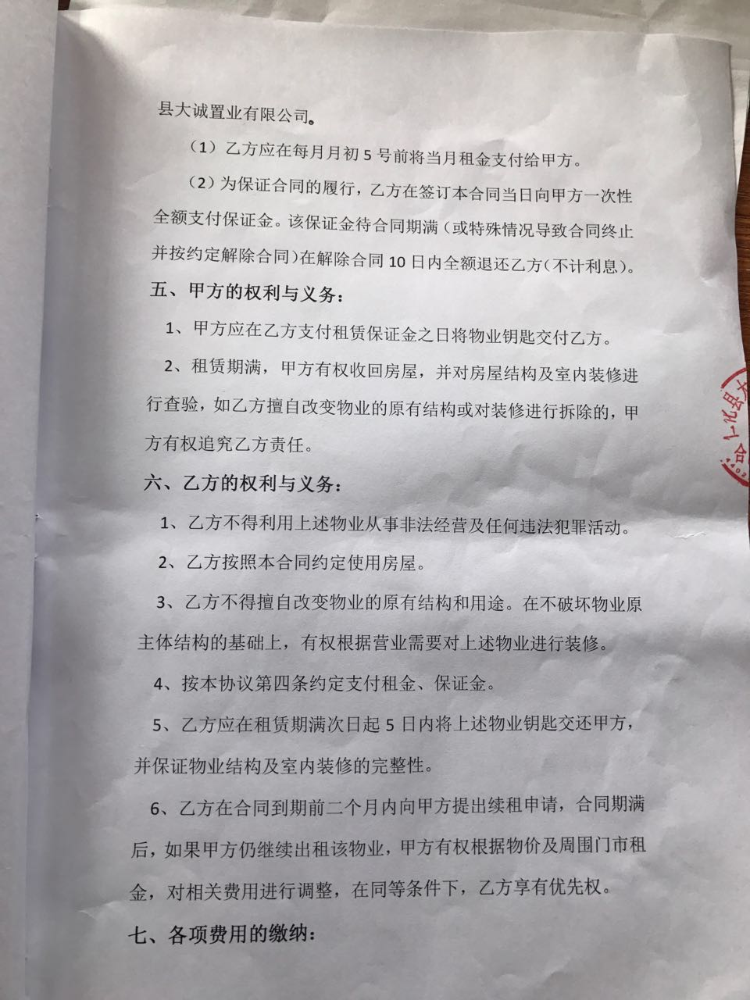 县大诚置业有限公司。
（1）乙方应在每月月初 5 号前将当月租金支付给甲方。
（2）为保证合同的履行，乙方在签订本合同当日向甲方一次性
全额支付保证金。该保证金待合同期满（或特殊情况导致合同终止
并按约定解除合同）在解除合同 10 日内全额退还乙方（不计利息）。
五、甲方的权利与义务：
1、甲方应在乙方支付租赁保证金之日将物业钥匙交付乙方。
2、租赁期满，甲方有权收回房屋，并对房屋结构及室内装修进
行查验，如乙方擅自改变物业的原有结构或对装修进行拆除的，甲
方有权追究乙方责任。
六、乙方的权利与义务：
1、乙方不得利用上述物业从事非法经营及任何违法犯罪活动。
2、乙方按照本合同约定使用房屋。
3、乙方不得擅自改变物业的原有结构和用途。在不破坏物业原
主体结构的基础上，有权根据营业需要对上述物业进行装修。
4、按本协议第四条约定支付租金、保证金。
5、乙方应在租赁期满次日起 5 日内将上述物业钥匙交还甲方，
并保证物业结构及室内装修的完整性。
6、乙方在合同到期前二个月内向甲方提出续租申请，合同期满
后，如果甲方仍继续出租该物业，甲方有权根据物价及周围门市租
金，对相关费用进行调整，在同等条件下，乙方享有优先权。
七、各项费用的缴纳：
仁化县大
合
4402